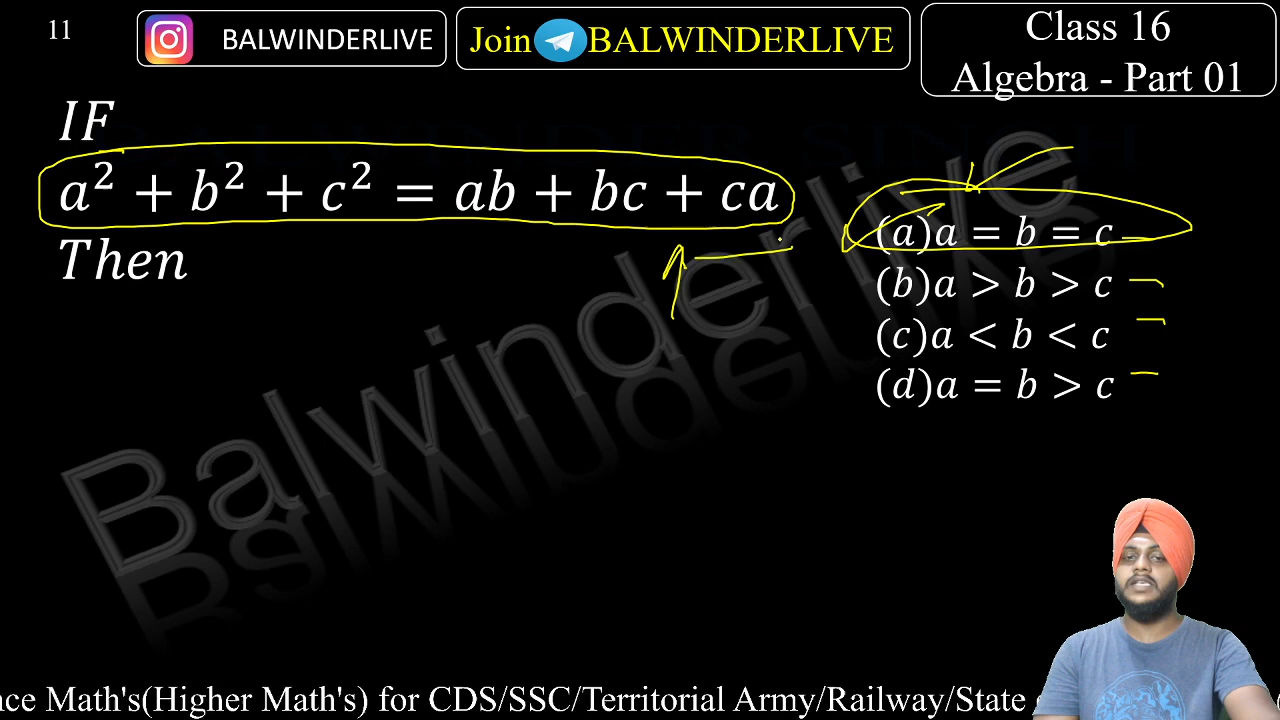 11
BALWINDERLIVE
Join BALWINDERLIVE
Class 16
Algebra - Part 01
IF
a² + b² + c² = ab + bc + ca
Then
(a)a = b = c
(b)a > b > c
(c)a < b < c
(d)a = b > c
Balwinderlive
nce Math's(Higher Math's) for CDS/SSC/Territorial Army/Railway/State